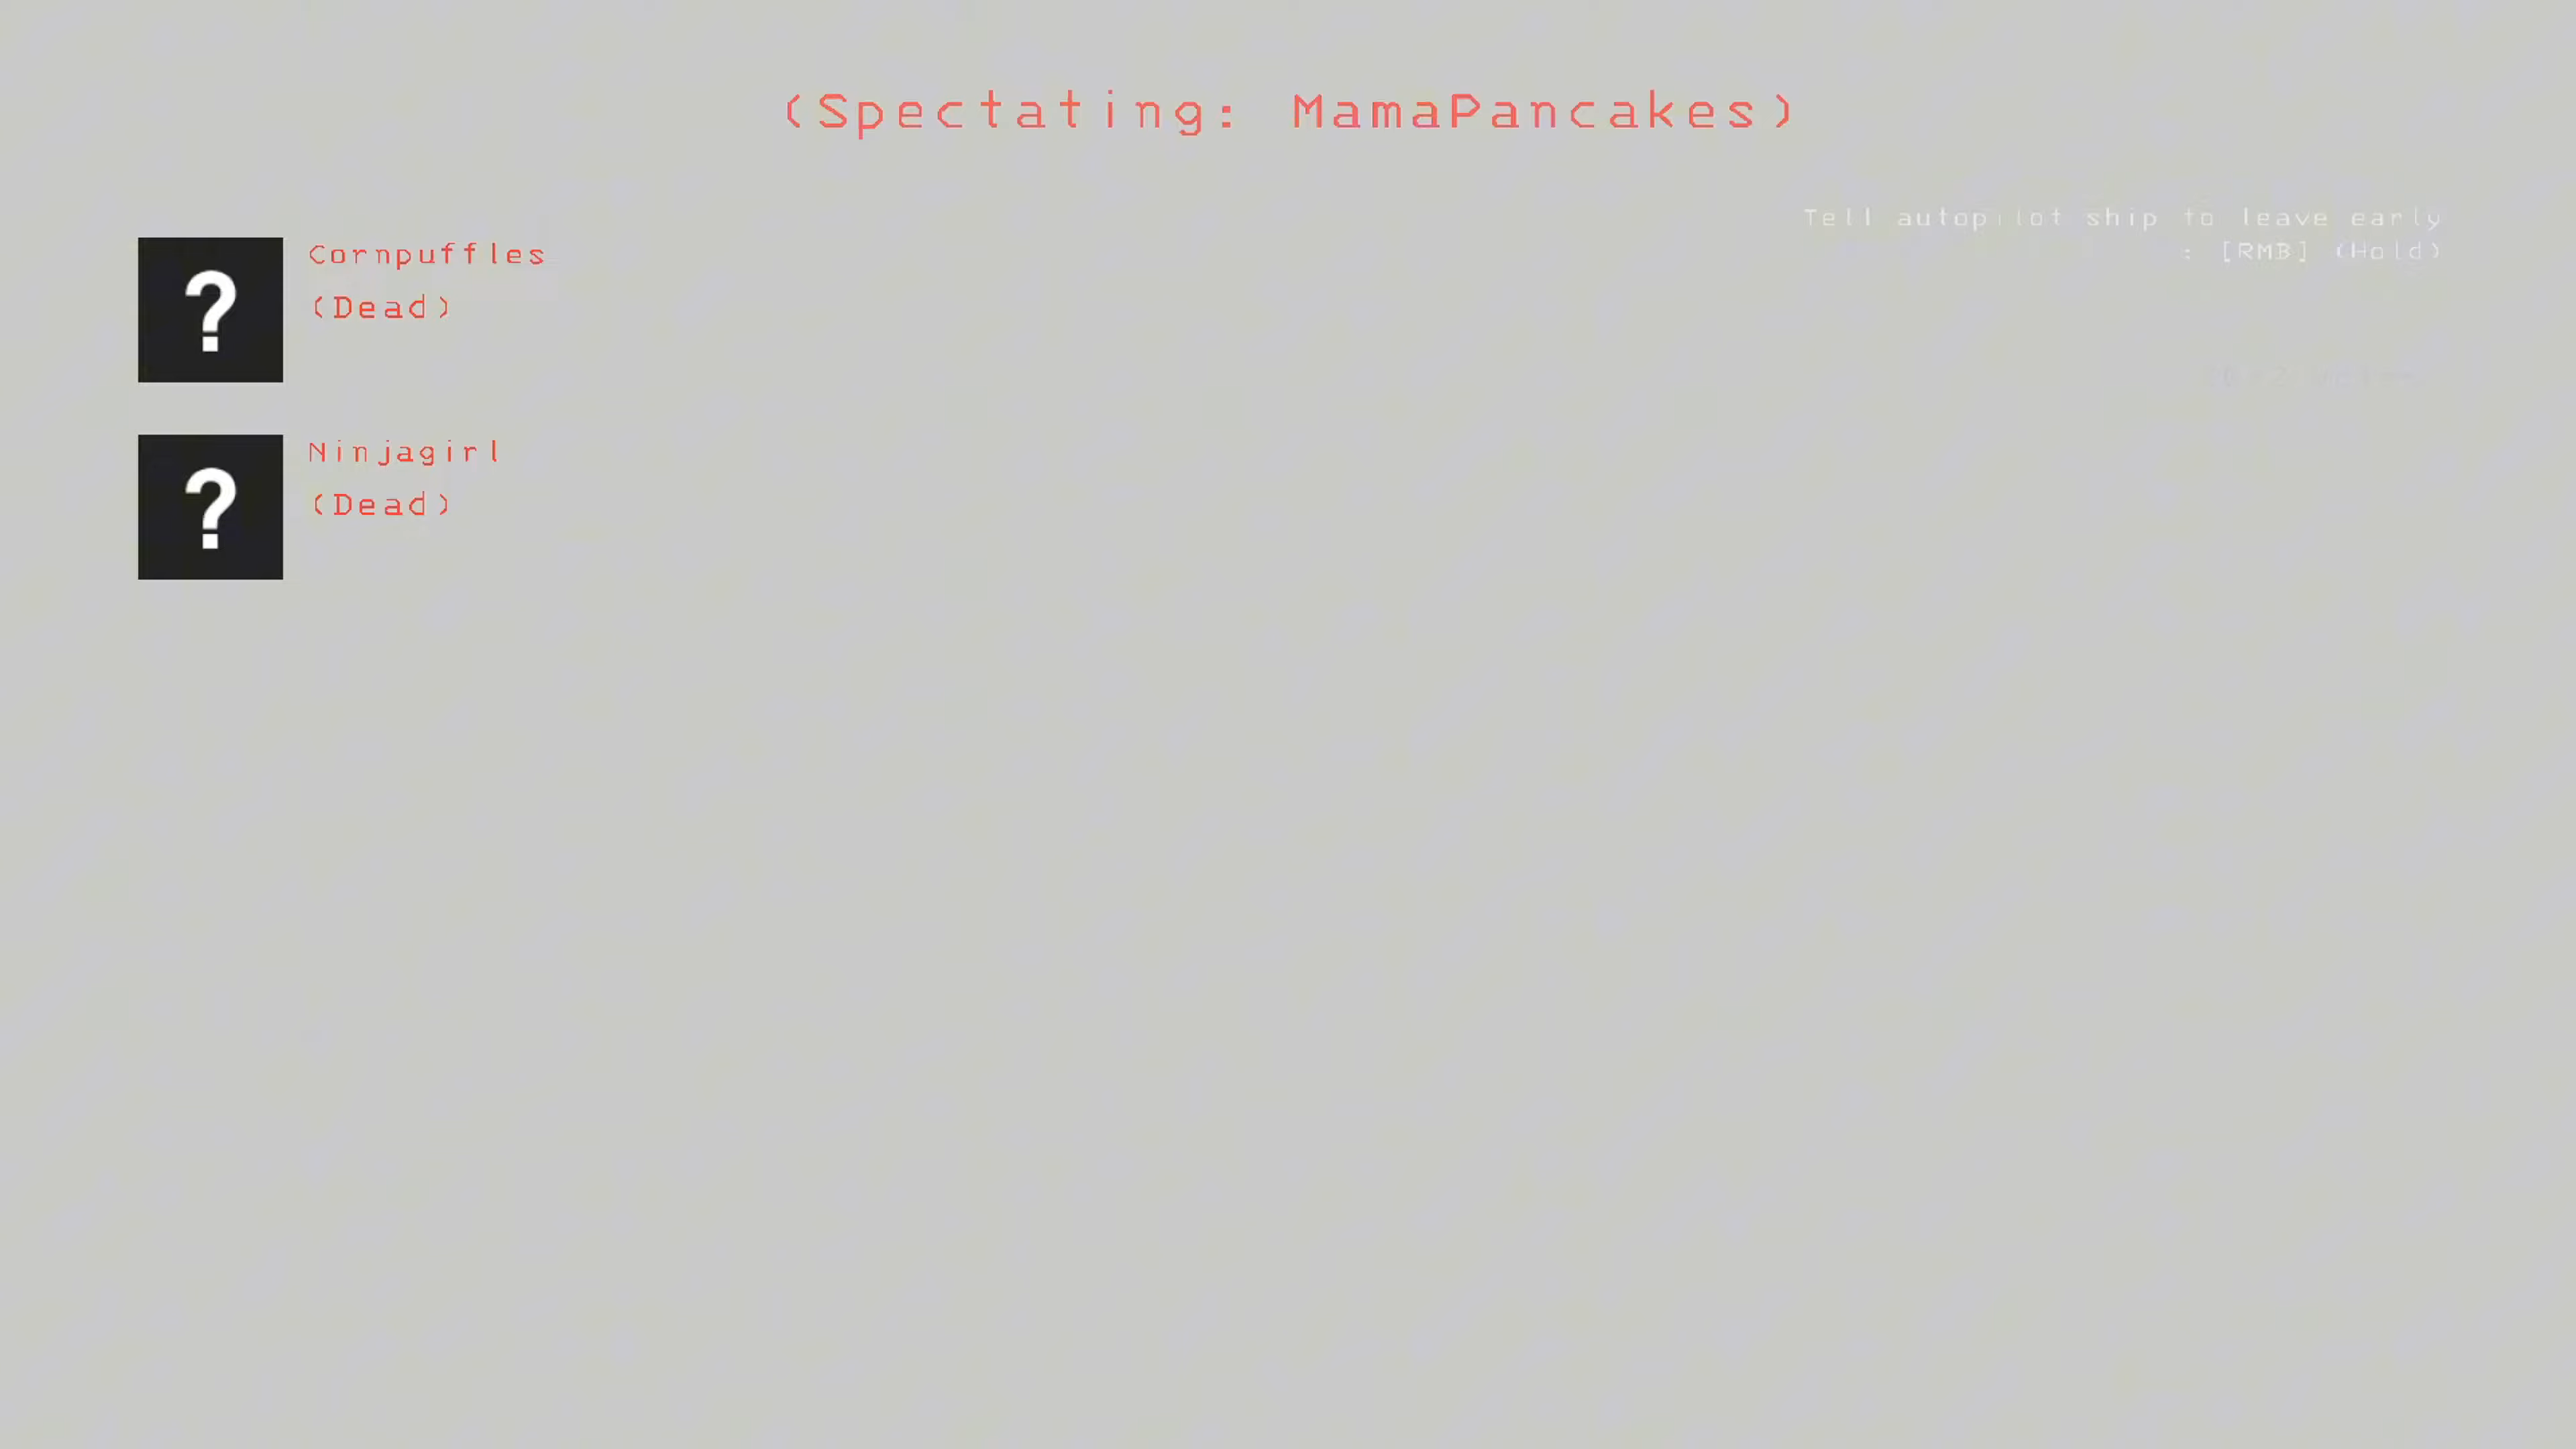 (Spectating: MamaPancakes)
Tell autopilot ship to leave early
: [RMB] (Hold)
Cornpuffles
(Dead)
?
Ninjagirl
(Dead)
?